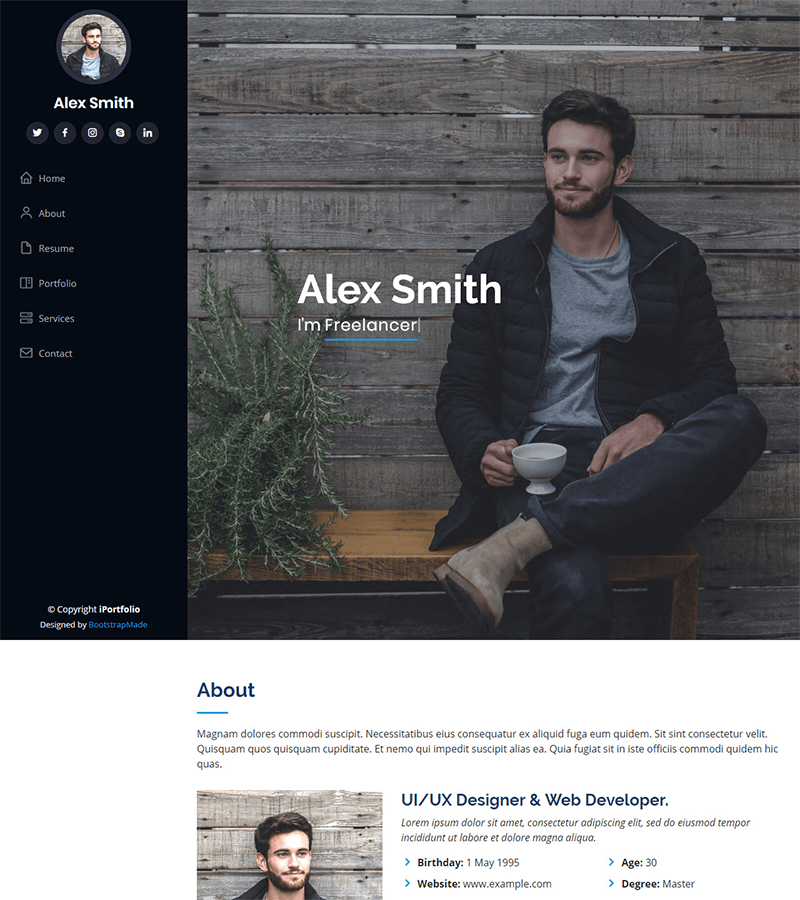 Alex Smith
Home
About
Resume
Portfolio
Services
Contact
© Copyright iPortfolio
Designed by BootstrapMade
Alex Smith
I'm Freelancer
About
Magnam dolores commodi suscipit. Necessitatibus eius consequatur ex aliquid fuga eum quidem. Sit sint consectetur velit.
Quisquam quos quisquam cupiditate. Et nemo qui impedit suscipit alias ea. Quia fugiat sit in iste officiis commodi quidem hic
quas.
UI/UX Designer & Web Developer.
Lorem ipsum dolor sit amet, consectetur adipiscing elit, sed do eiusmod tempor
incididunt ut labore et dolore magna aliqua.
Birthday: 1 May 1995
Age: 30
Website: www.example.com
Degree: Master